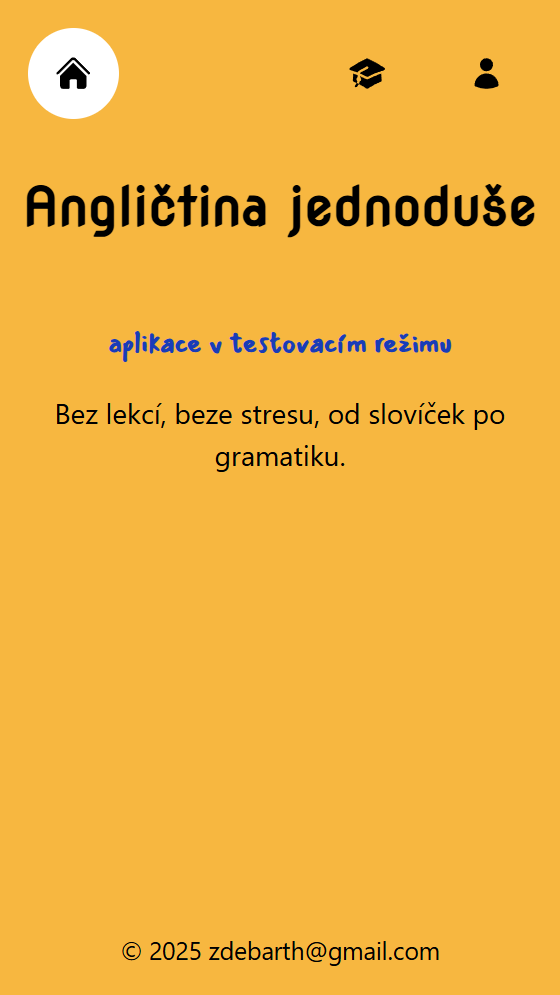 Angličtina jednoduše
aplikace v testovacím režimu
Bez lekcí, beze stresu, od slovíček po
gramatiku.
© 2025 zdebarth@gmail.com